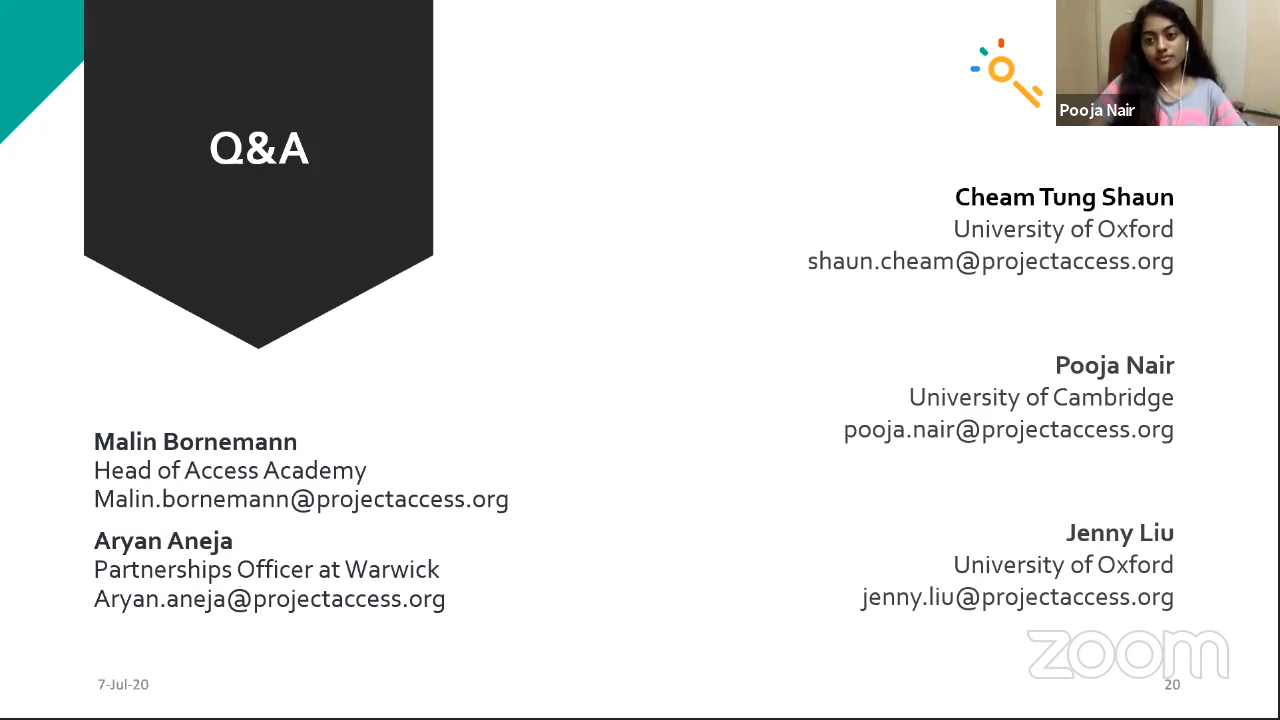 Q&A
Pooja Nair
Cheam Tung Shaun
University of Oxford
shaun.cheam@projectaccess.org
Pooja Nair
University of Cambridge
pooja.nair@projectaccess.org
Malin Bornemann
Head of Access Academy
Malin.bornemann@projectaccess.org
Aryan Aneja
Partnerships Officer at Warwick
Aryan.aneja@projectaccess.org
Jenny Liu
University of Oxford
jenny.liu@projectaccess.org
zoom
7-Jul-20
20